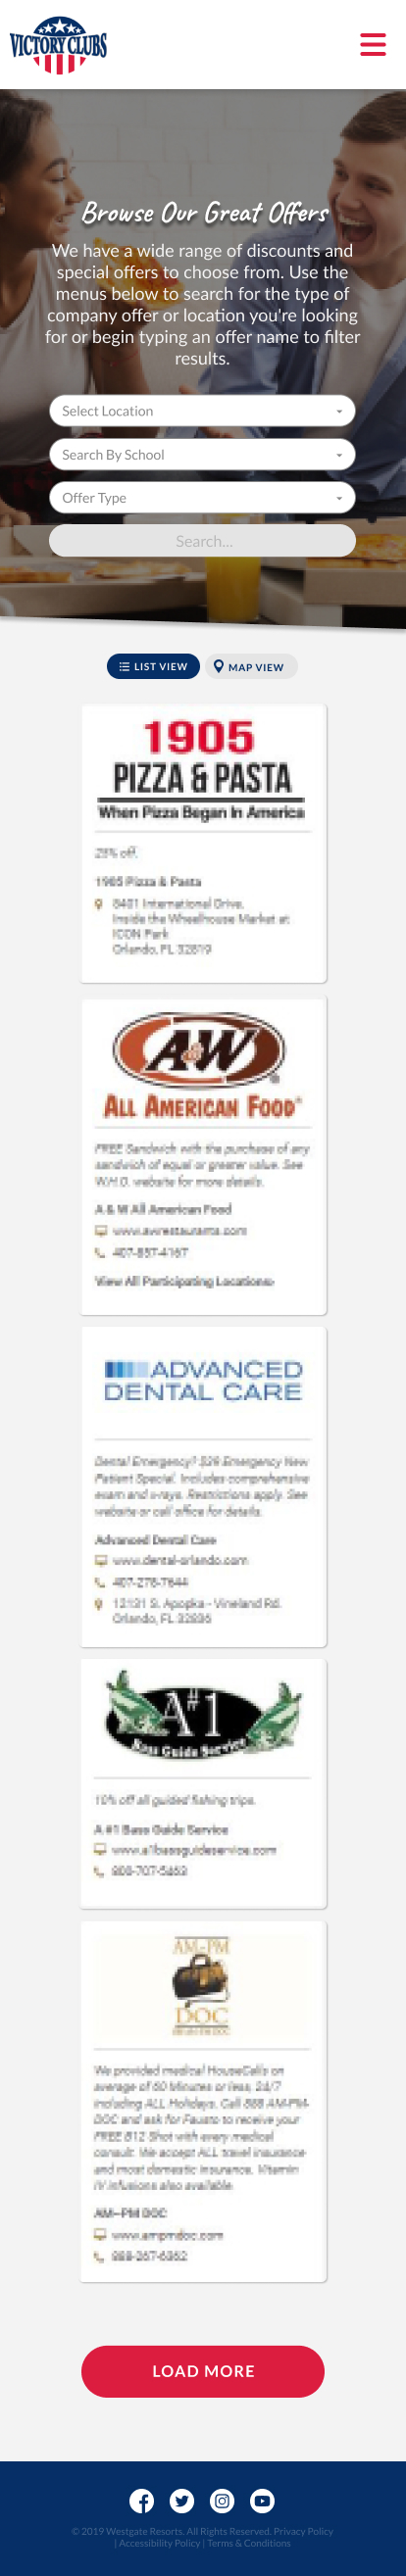 VICTORY CLUBS
Browse Our Great Offers
We have a wide range of discounts and
special offers to choose from. Use the
menus below to search for the type of
company offer or location you're looking
for or begin typing an offer name to filter
results.
Select Location
Search By School
Offer Type
Search...
LIST VIEW
MAP VIEW
1905
PIZZA & PASTA
When Pizza Began In America
25% off.
1905 Pizza & Pasta
8401 International Drive,
Inside the Wheelhouse Market at
ICON Park
Orlando, FL 32819
A&W
ALL AMERICAN FOOD®
FREE Sandwich with the purchase of any
sandwich of equal or greater value. See
W.H.O. website for more details.
A & W All American Food
www.awrestaurants.com
View All Participating Locations›
ADVANCED
DENTAL CARE
Dental Emergency? $29 Emergency New
Patient Special. Includes comprehensive
exam and x-rays. Restrictions apply. See
website or call office for details.
Advanced Dental Care
www.dental-orlando.com
407-278-7644
12131 S. Apopka - Vineland Rd.
Orlando, FL 32836
A#1
Bass Guide Service
10% off all guided fishing trips.
A #1 Bass Guide Service
www.a1bassguideservice.com
800-707-5463
AM-PM
DOC
We provided medical HouseCalls on
average of 60 Minutes or less, 24/7
including ALL Holidays. Call 888 AM-PM-
DOC and ask for Fausto to receive your
FREE B12 Shot with every medical
consult. We accept ALL travel insurance
and most domestic insurance. Vitamin
IV infusions also available.
AM-PM DOC
www.ampmdoc.com
888-267-6362
LOAD MORE
© 2019 Westgate Resorts. All Rights Reserved. Privacy Policy
| Accessibility Policy | Terms & Conditions